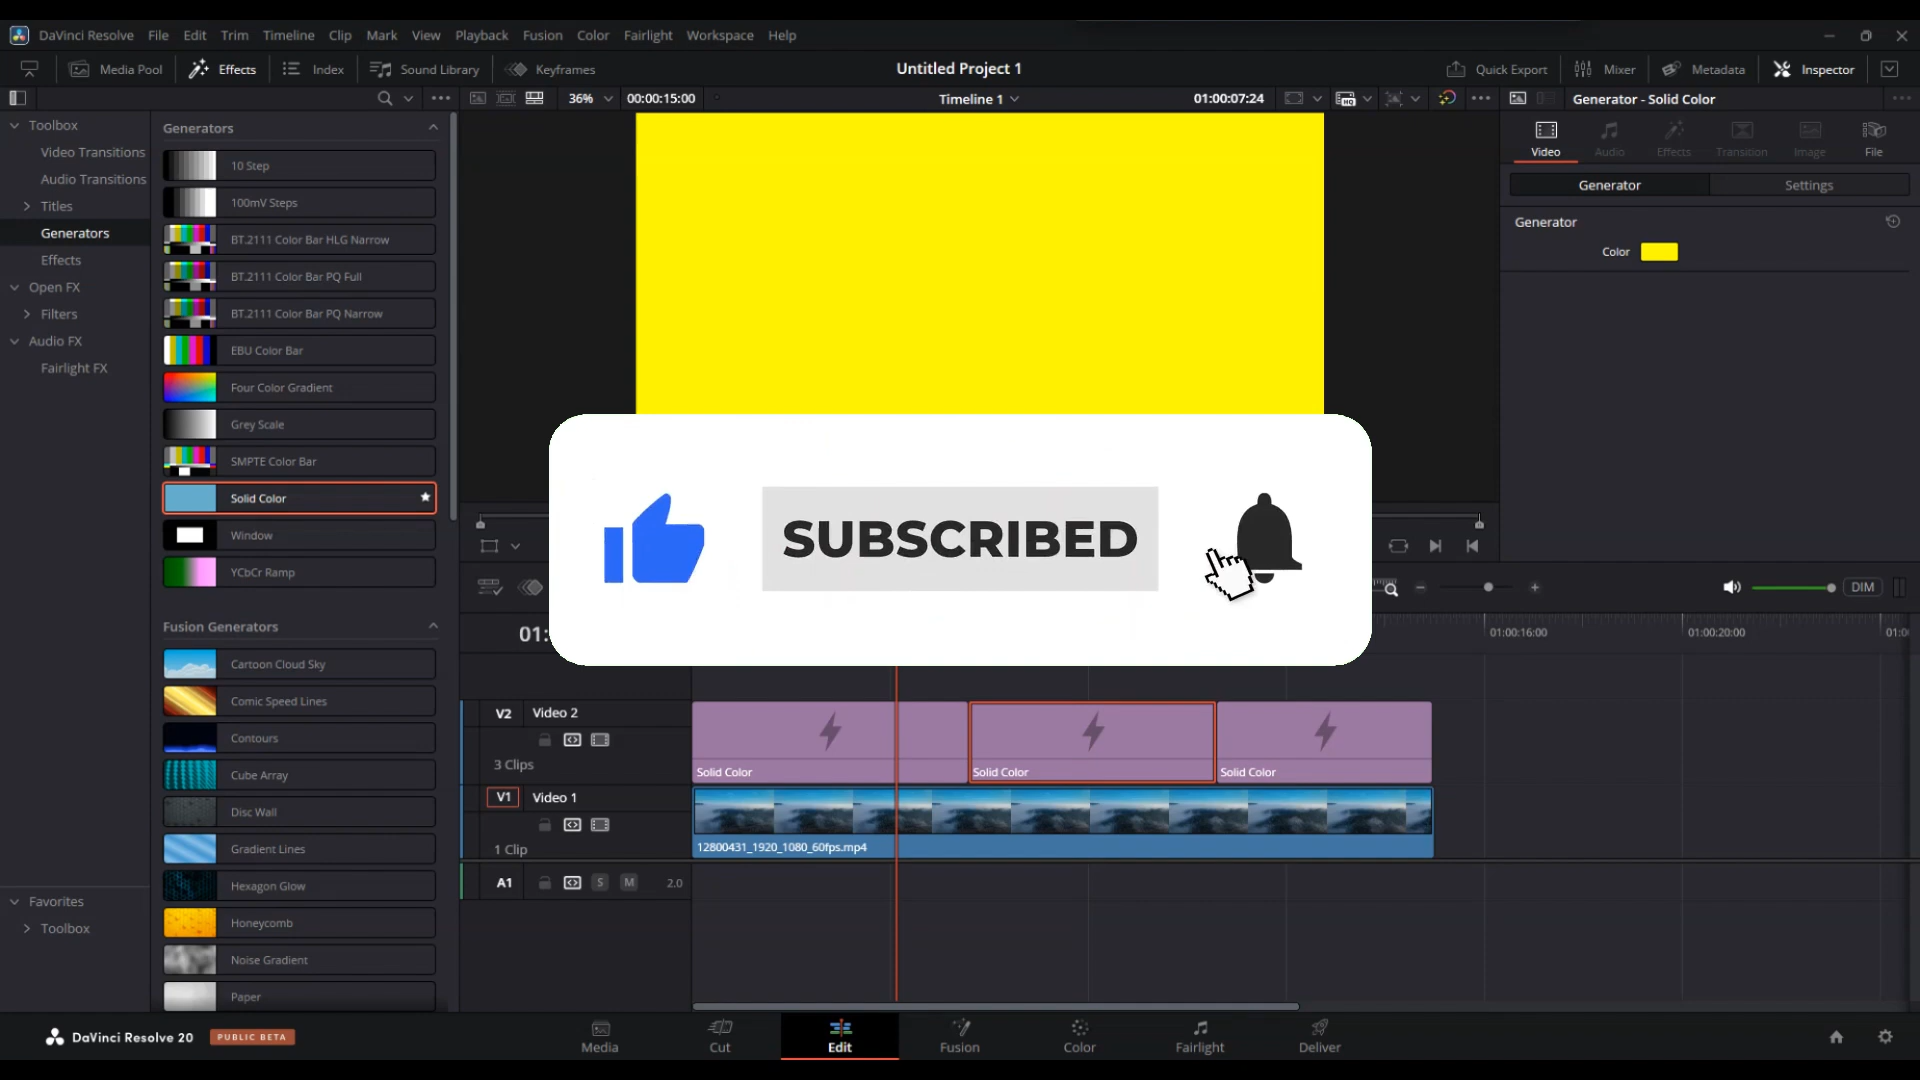 DaVinci Resolve File Edit Trim Timeline Clip Mark View Playback Fusion Color Fairlight Workspace Help
Media Pool Effects Index Sound Library Keyframes Untitled Project 1 Quick Export Mixer Metadata Inspector
36% 00:00:15:00 Timeline 1 01:00:07:24 Generator - Solid Color
Toolbox
Video Transitions
Audio Transitions
Titles
Generators
Effects
Open FX
Filters
Audio FX
Fairlight FX
Favorites
Toolbox
Generators
10 Step
100mV Steps
BT.2111 Color Bar HLG Narrow
BT.2111 Color Bar PQ Full
BT.2111 Color Bar PQ Narrow
EBU Color Bar
Four Color Gradient
Grey Scale
SMPTE Color Bar
Solid Color
Window
YCbCr Ramp
Fusion Generators
Cartoon Cloud Sky
Comic Speed Lines
Contours
Cube Array
Disc Wall
Gradient Lines
Hexagon Glow
Honeycomb
Noise Gradient
Paper
Video Audio Effects Transition Image File
Generator Settings
Generator
Color
SUBSCRIBED
DIM
01:
01:00:16:00 01:00:20:00 01:0
V2 Video 2
3 Clips
Solid Color Solid Color Solid Color
V1 Video 1
1 Clip
12800431_1920_1080_60fps.mp4
A1 S M 2.0
DaVinci Resolve 20 PUBLIC BETA
Media Cut Edit Fusion Color Fairlight Deliver